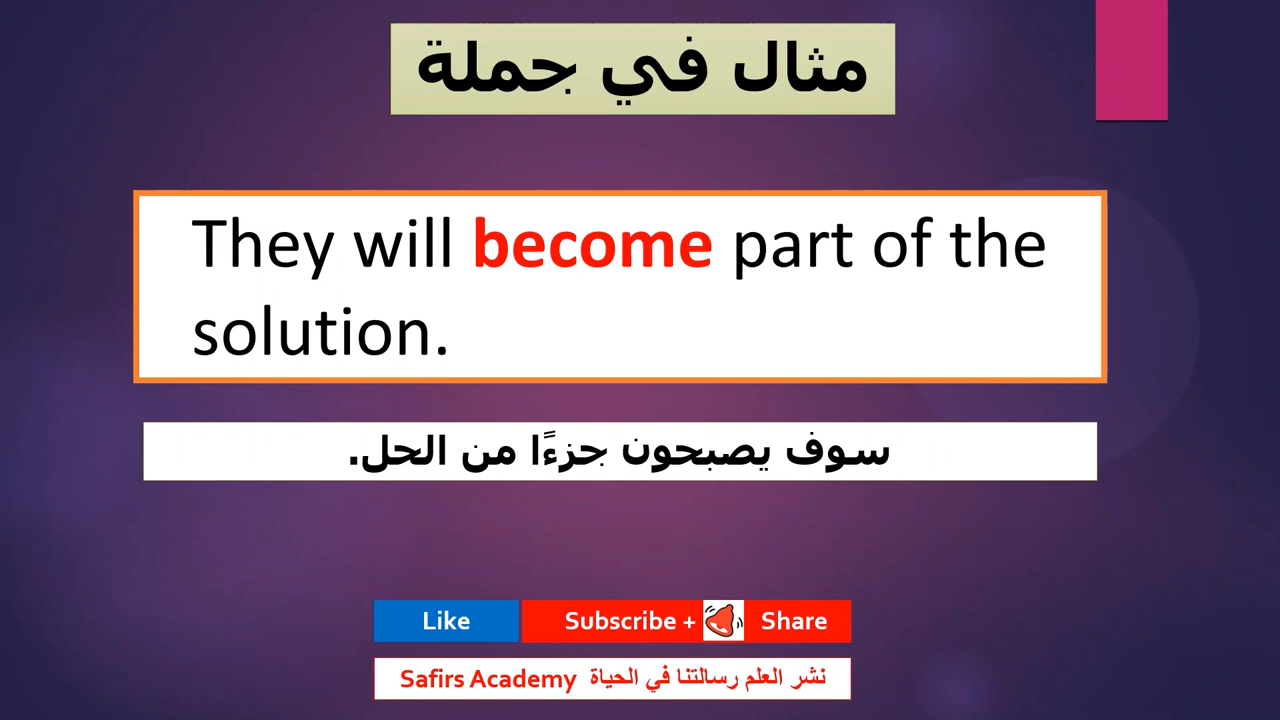 مثال في جملة
They will become part of the
solution.
سوف يصبحون جزءًا من الحل.
Like
Subscribe + Share
Safirs Academy نشر العلم رسالتنا في الحياة